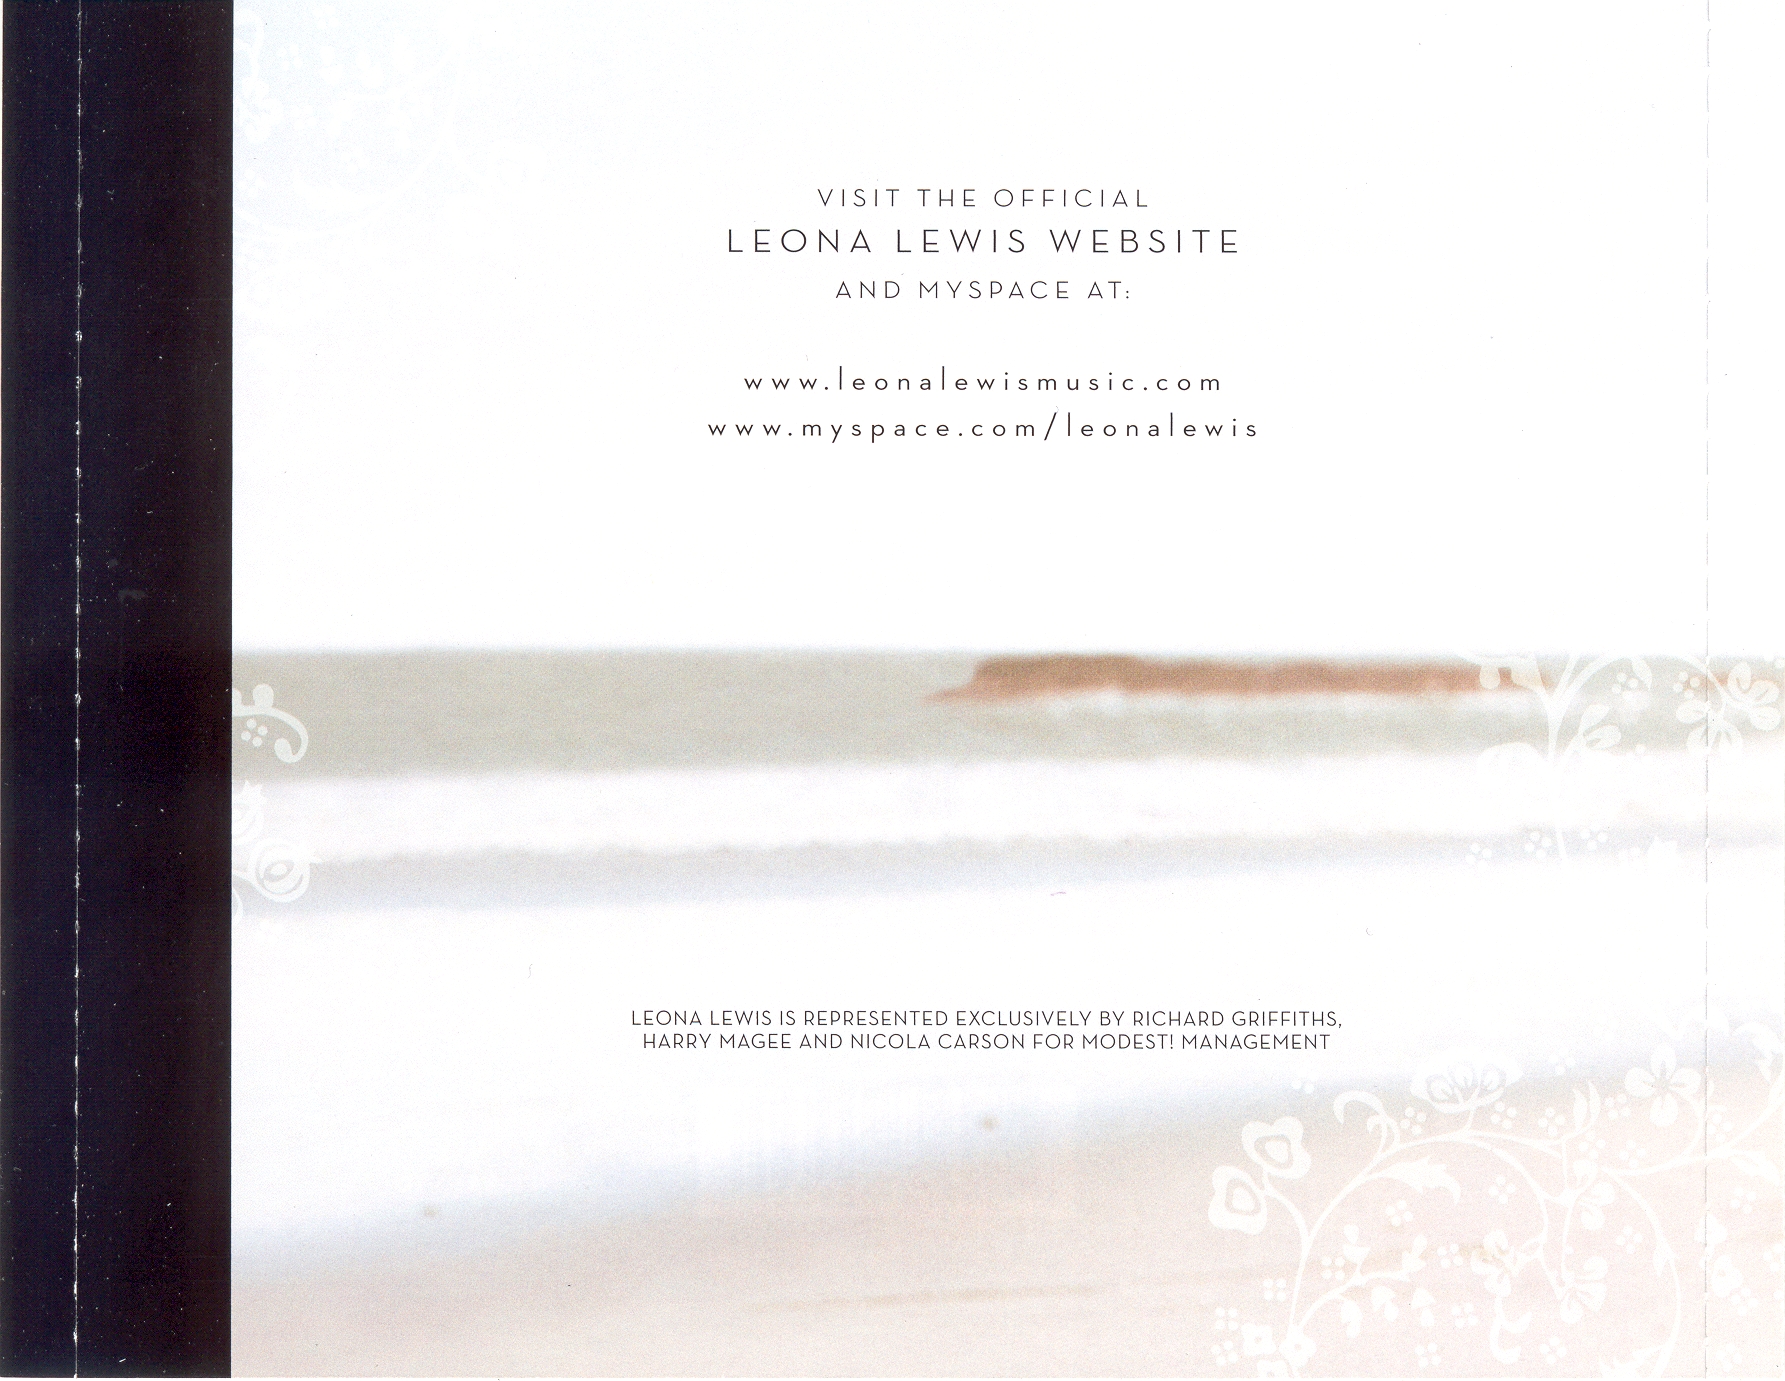 VISIT THE OFFICIAL
LEONA LEWIS WEBSITE
AND MYSPACE AT:
www.leonalewismusic.com
www.myspace.com/leonalewis
LEONA LEWIS IS REPRESENTED EXCLUSIVELY BY RICHARD GRIFFITHS,
HARRY MAGEE AND NICOLA CARSON FOR MODEST! MANAGEMENT